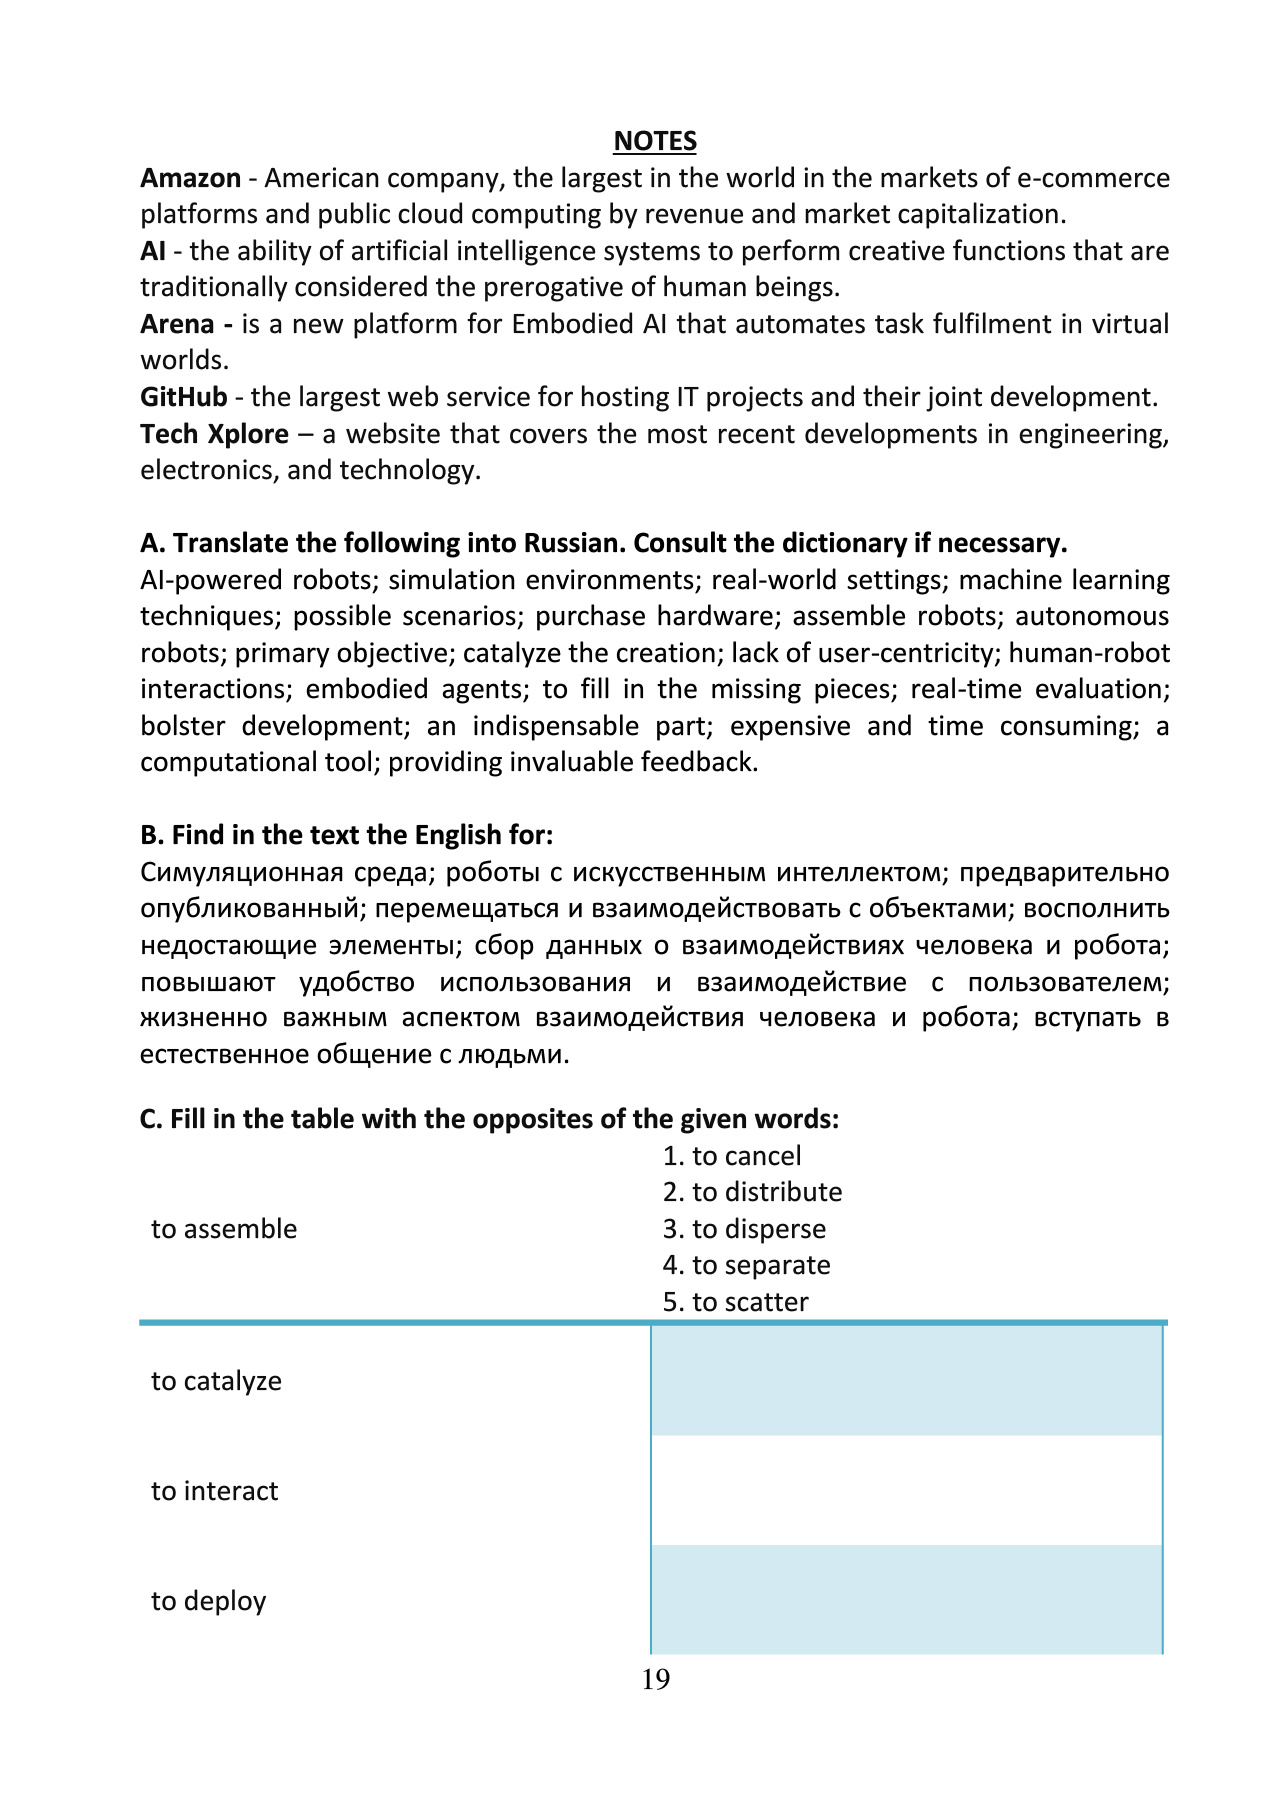 NOTES
Amazon - American company, the largest in the world in the markets of e-commerce
platforms and public cloud computing by revenue and market capitalization.
AI - the ability of artificial intelligence systems to perform creative functions that are
traditionally considered the prerogative of human beings.
Arena - is a new platform for Embodied AI that automates task fulfilment in virtual
worlds.
GitHub - the largest web service for hosting IT projects and their joint development.
Tech Xplore – a website that covers the most recent developments in engineering,
electronics, and technology.
A. Translate the following into Russian. Consult the dictionary if necessary.
AI-powered robots; simulation environments; real-world settings; machine learning
techniques; possible scenarios; purchase hardware; assemble robots; autonomous
robots; primary objective; catalyze the creation; lack of user-centricity; human-robot
interactions; embodied agents; to fill in the missing pieces; real-time evaluation;
bolster development; an indispensable part; expensive and time consuming; a
computational tool; providing invaluable feedback.
B. Find in the text the English for:
Симуляционная среда; роботы с искусственным интеллектом; предварительно
опубликованный; перемещаться и взаимодействовать с объектами; восполнить
недостающие элементы; сбор данных о взаимодействиях человека и робота;
повышают удобство использования и взаимодействие с пользователем;
жизненно важным аспектом взаимодействия человека и робота; вступать в
естественное общение с людьми.
C. Fill in the table with the opposites of the given words:
1. to cancel
2. to distribute
to assemble
3. to disperse
4. to separate
5. to scatter
to catalyze
to interact
to deploy
19